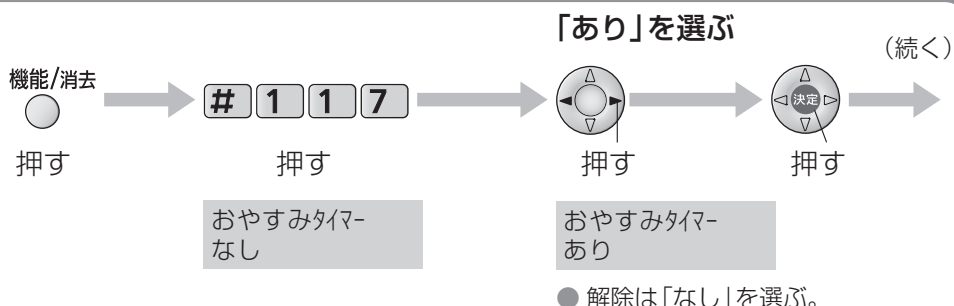 「あり」を選ぶ
(続く)
機能/消去
# 1 1 7
決定
押す
押す
押す
押す
おやすみﾀｲﾏｰ
なし
おやすみﾀｲﾏｰ
あり
● 解除は「なし」を選ぶ。